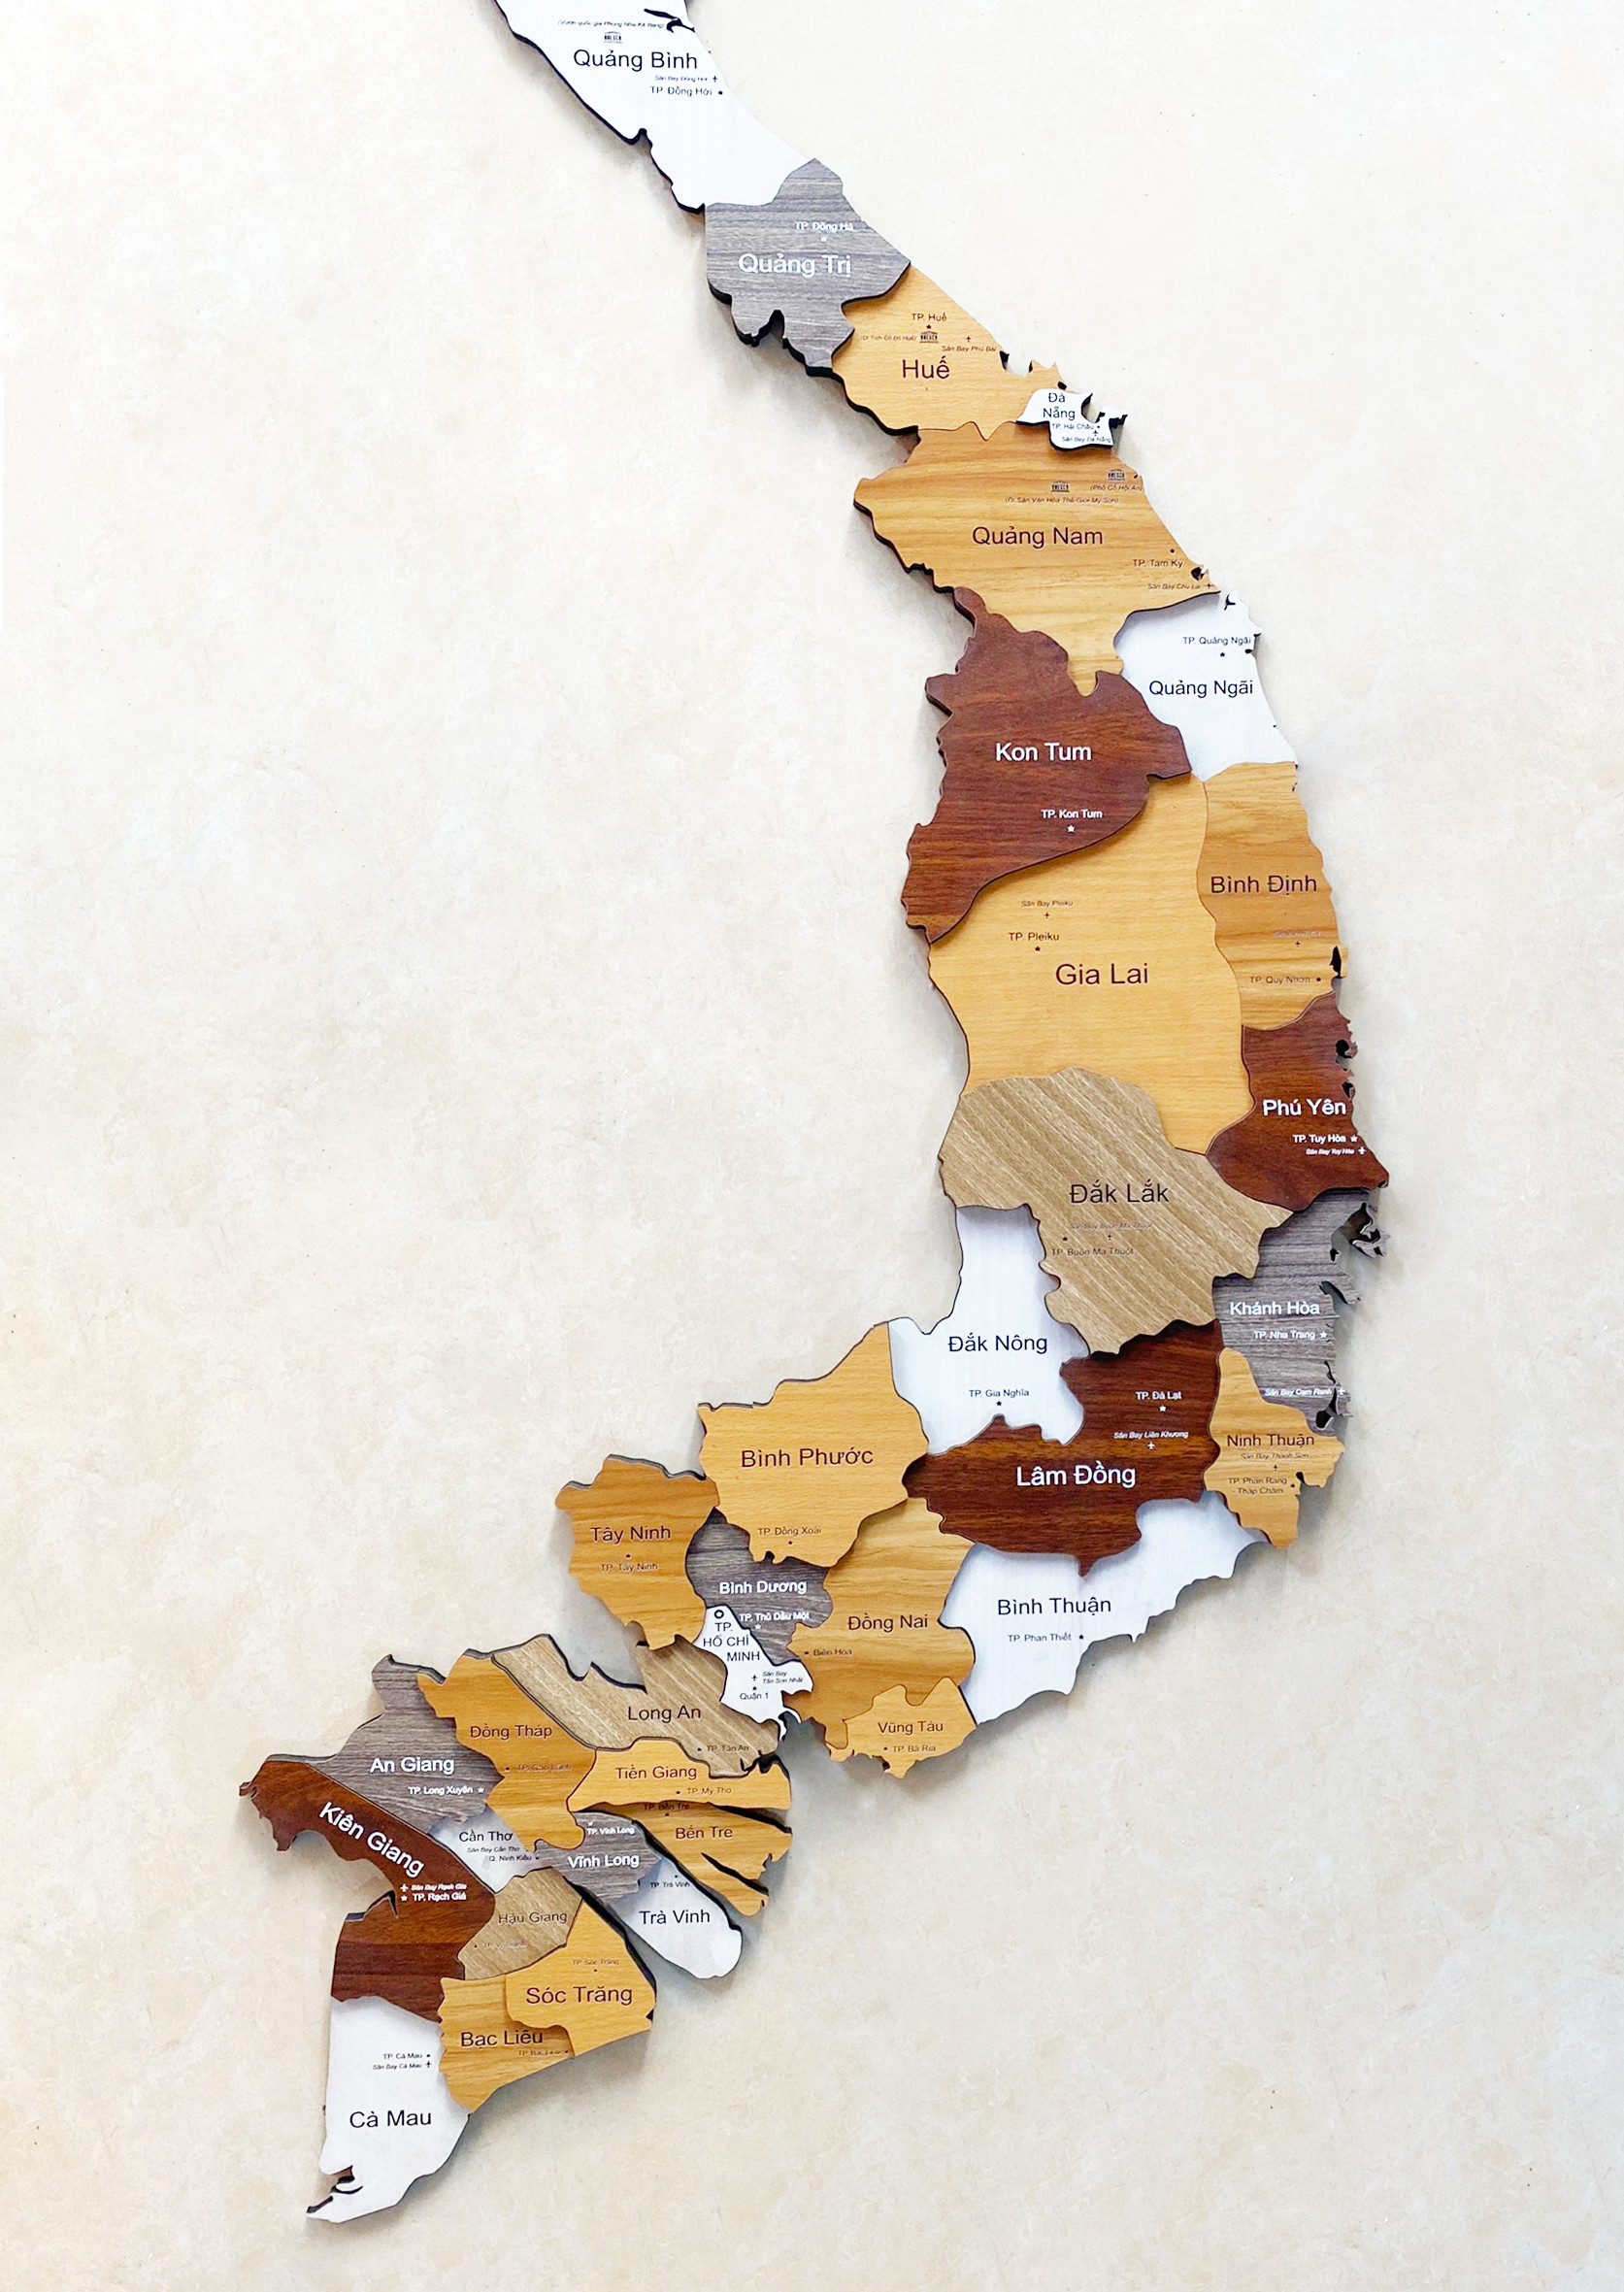 (Vườn quốc gia Phong Nha Kẻ Bàng)
UNESCO
Quảng Bình
Sân Bay Đồng Hới
TP. Đồng Hới
TP. Đông Hà
Quảng Trị
TP. Huế
UNESCO
Sân Bay Phú Bài
Huế
Đà
Nẵng
TP. Hải Châu
Sân Bay Đà Nẵng
UNESCO
(Phố Cổ Hội An)
UNESCO
(Di Sản Văn Hóa Thế Giới Mỹ Sơn)
Quảng Nam
TP. Tam Kỳ
Sân Bay Chu Lai
TP. Quảng Ngãi
Quảng Ngãi
Kon Tum
TP. Kon Tum
Bình Định
Sân Bay Pleiku
TP. Pleiku
Gia Lai
TP. Quy Nhơn
Phú Yên
TP. Tuy Hòa
Sân Bay Tuy Hòa
Đắk Lắk
Sân Bay Buôn Ma Thuột
TP. Buôn Ma Thuột
Khánh Hòa
TP. Nha Trang
Sân Bay Cam Ranh
Đắk Nông
TP. Gia Nghĩa
TP. Đà Lạt
Sân Bay Liên Khương
Lâm Đồng
Ninh Thuận
Sân Bay Thành Sơn
TP. Phan Rang
Tháp Chàm
Bình Phước
TP. Đồng Xoài
Tây Ninh
TP. Tây Ninh
Bình Dương
TP. Thủ Dầu Một
Bình Thuận
TP. Phan Thiết
Đồng Nai
Biên Hòa
TP.
HỒ CHÍ
MINH
Sân Bay
Tân Sơn Nhất
Quận 1
Vũng Tàu
TP. Bà Rịa
Long An
TP. Tân An
Đồng Tháp
TP. Cao Lãnh
An Giang
TP. Long Xuyên
Tiền Giang
TP. Mỹ Tho
TP. Bến Tre
Bến Tre
Kiên Giang
Sân Bay Rạch Giá
TP. Rạch Giá
Cần Thơ
Sân Bay Cần Thơ
Q. Ninh Kiều
TP. Vĩnh Long
Vĩnh Long
TP. Trà Vinh
Trà Vinh
Hậu Giang
TP. Sóc Trăng
Sóc Trăng
Bạc Liêu
TP. Cà Mau
Sân Bay Cà Mau
Cà Mau